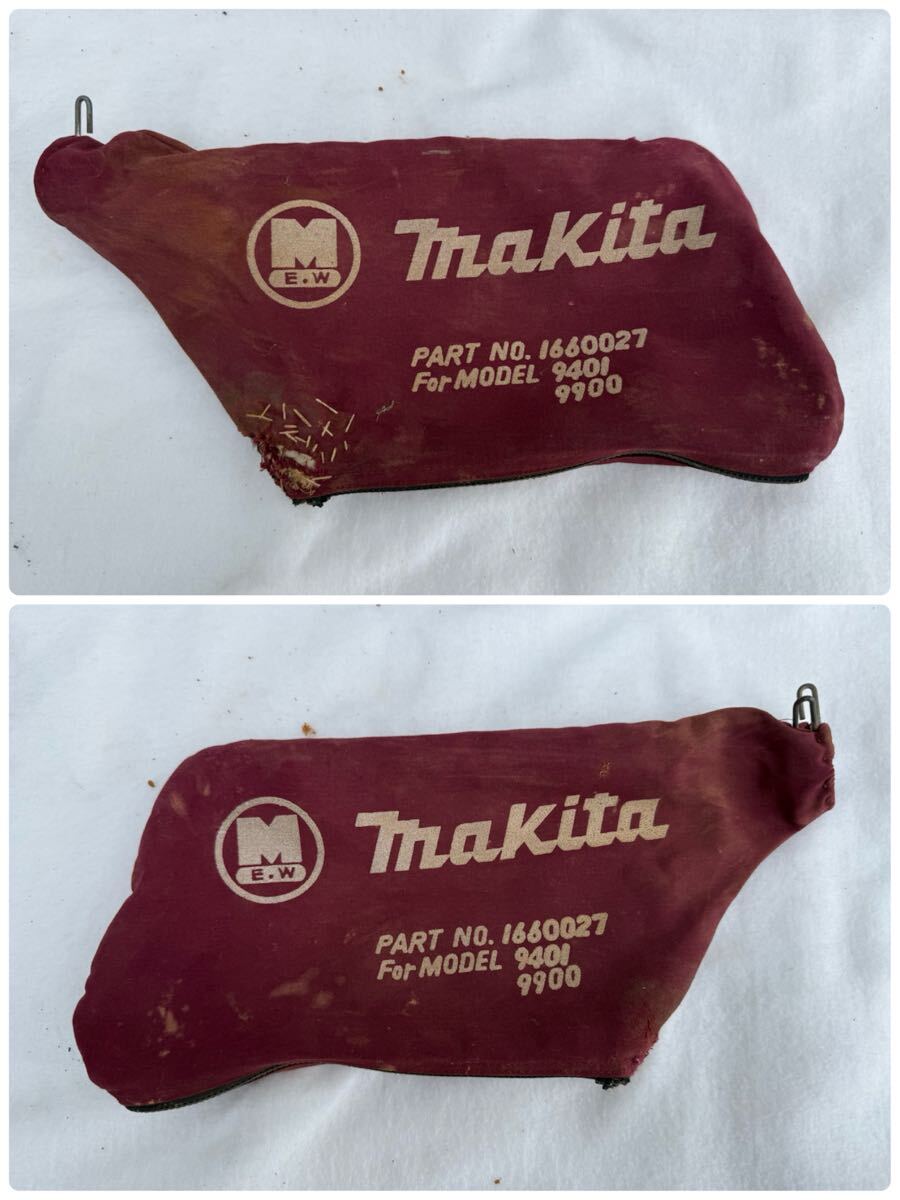 M
E.W
Makita
PART NO. 1660027
For MODEL 9401
9900
M
E.W
Makita
PART NO. 1660027
For MODEL 9401
9900